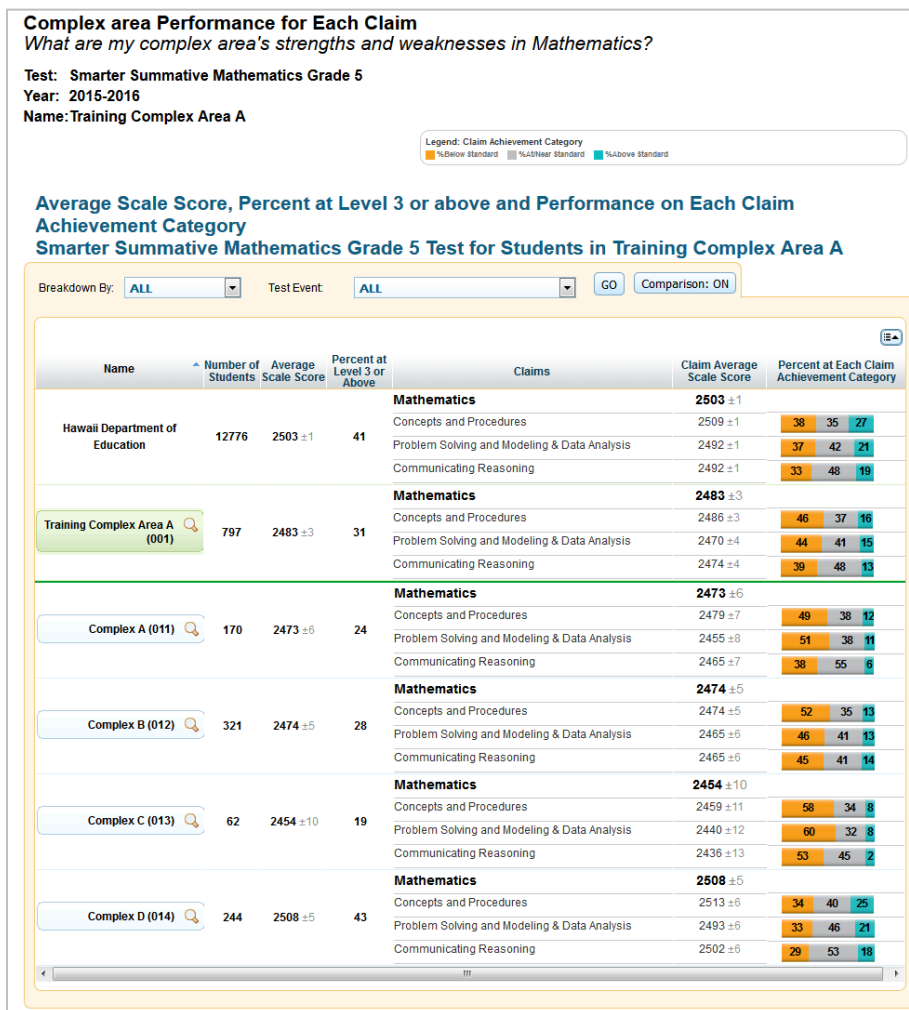 Complex area Performance for Each Claim
What are my complex area's strengths and weaknesses in Mathematics?
Test: Smarter Summative Mathematics Grade 5
Year: 2015-2016
Name:Training Complex Area A
Legend: Claim Achievement Category
%Below Standard %At/Near Standard %Above Standard
Average Scale Score, Percent at Level 3 or above and Performance on Each Claim
Achievement Category
Smarter Summative Mathematics Grade 5 Test for Students in Training Complex Area A
Breakdown By: ALL Test Event: ALL GO Comparison: ON
Name Number of Students Average Scale Score Percent at Level 3 or Above Claims Claim Average Scale Score Percent at Each Claim Achievement Category
Hawaii Department of Education 12776 2503 ±1 41
Mathematics 2503 ±1
Concepts and Procedures 2509 ±1 38 35 27
Problem Solving and Modeling & Data Analysis 2492 ±1 37 42 21
Communicating Reasoning 2492 ±1 33 48 19
Training Complex Area A (001) 797 2483 ±3 31
Mathematics 2483 ±3
Concepts and Procedures 2486 ±3 46 37 16
Problem Solving and Modeling & Data Analysis 2470 ±4 44 41 15
Communicating Reasoning 2474 ±4 39 48 13
Complex A (011) 170 2473 ±6 24
Mathematics 2473 ±6
Concepts and Procedures 2479 ±7 49 38 12
Problem Solving and Modeling & Data Analysis 2455 ±8 51 38 11
Communicating Reasoning 2465 ±7 38 55 6
Complex B (012) 321 2474 ±5 28
Mathematics 2474 ±5
Concepts and Procedures 2474 ±5 52 35 13
Problem Solving and Modeling & Data Analysis 2465 ±6 46 41 13
Communicating Reasoning 2465 ±6 45 41 14
Complex C (013) 62 2454 ±10 19
Mathematics 2454 ±10
Concepts and Procedures 2459 ±11 58 34 8
Problem Solving and Modeling & Data Analysis 2440 ±12 60 32 8
Communicating Reasoning 2436 ±13 53 45 2
Complex D (014) 244 2508 ±5 43
Mathematics 2508 ±5
Concepts and Procedures 2513 ±6 34 40 25
Problem Solving and Modeling & Data Analysis 2493 ±6 33 46 21
Communicating Reasoning 2502 ±6 29 53 18